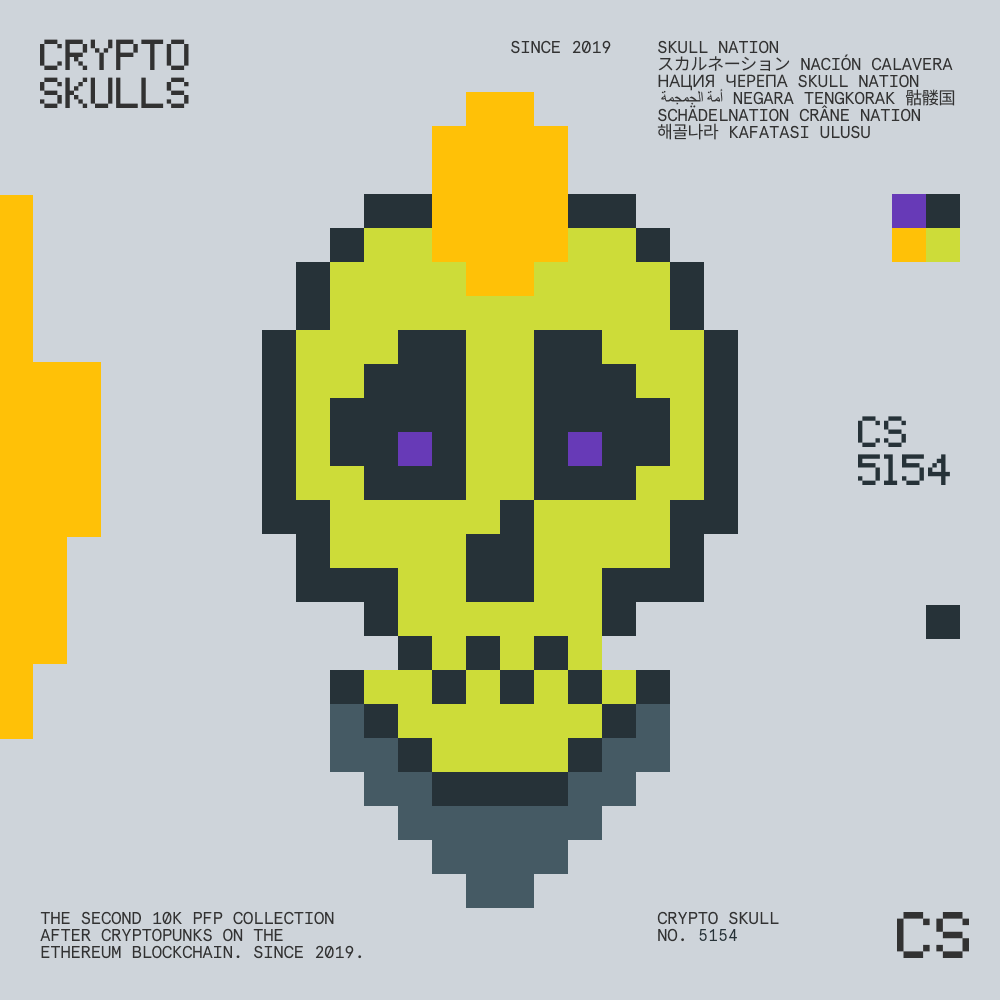 CRYPTO
SKULLS
SINCE 2019
SKULL NATION
スカルネーション NACIÓN CALAVERA
НАЦИЯ ЧЕРЕПА SKULL NATION
أمة الجمجمة NEGARA TENGKORAK 骷髅国
SCHÄDELNATION CRÂNE NATION
해골나라 KAFATASI ULUSU
CS
5154
THE SECOND 10K PFP COLLECTION
AFTER CRYPTOPUNKS ON THE
ETHEREUM BLOCKCHAIN. SINCE 2019.
CRYPTO SKULL
NO. 5154
CS